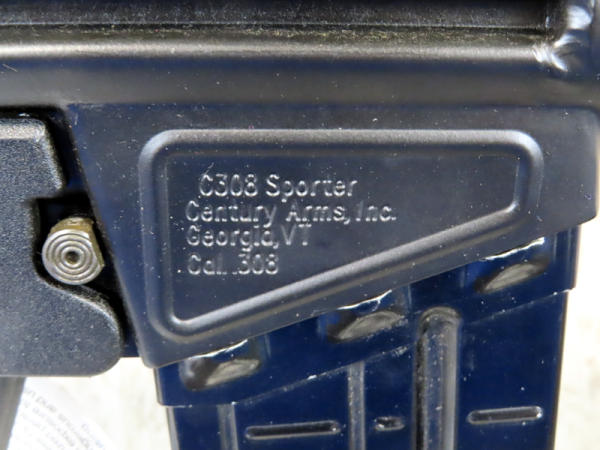 C308 Sporter
Century Arms, Inc.
Georgia, VT
Cal. .308